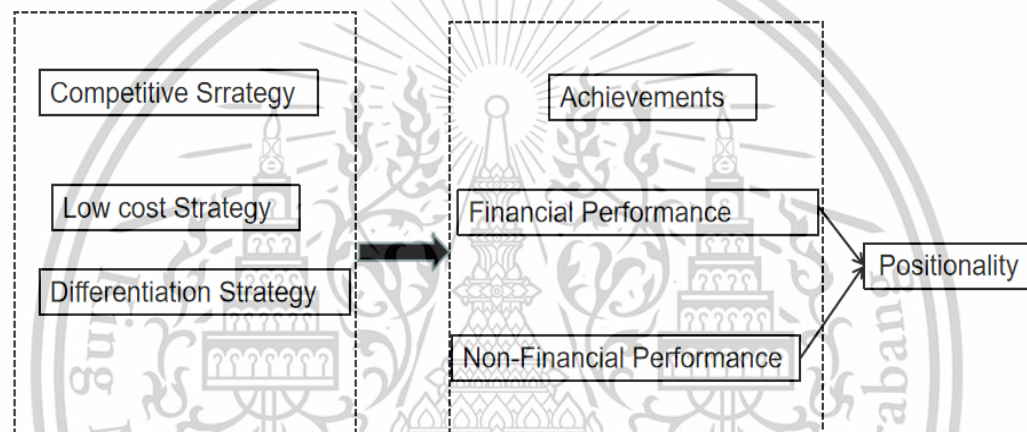 Competitive Srrategy
Low cost Strategy
Differentiation Strategy
Achievements
Financial Performance
Non-Financial Performance
Positionality